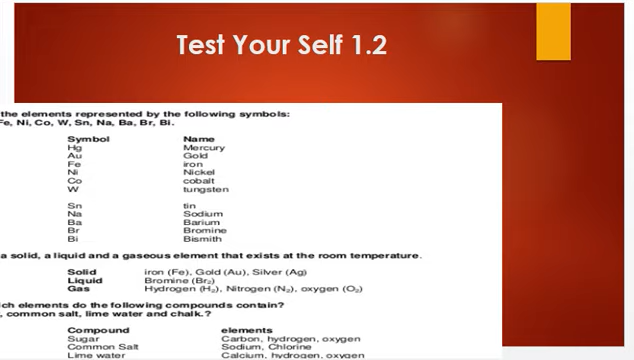 Test Your Self 1.2
the elements represented by the following symbols:
Fe, Ni, Co, W, Sn, Na, Ba, Br, Bi.
Symbol Name
Hg Mercury
Au Gold
Fe iron
Ni Nickel
Co cobalt
W tungsten
Sn tin
Na Sodium
Ba Barium
Br Bromine
Bi Bismith
a solid, a liquid and a gaseous element that exists at the room temperature.
Solid iron (Fe), Gold (Au), Silver (Ag)
Liquid Bromine (Br₂)
Gas Hydrogen (H₂), Nitrogen (N₂), oxygen (O₂)
ich elements do the following compounds contain?
, common salt, lime water and chalk.?
Compound elements
Sugar Carbon, hydrogen, oxygen
Common Salt Sodium, Chlorine
Lime water Calcium, hydrogen, oxygen